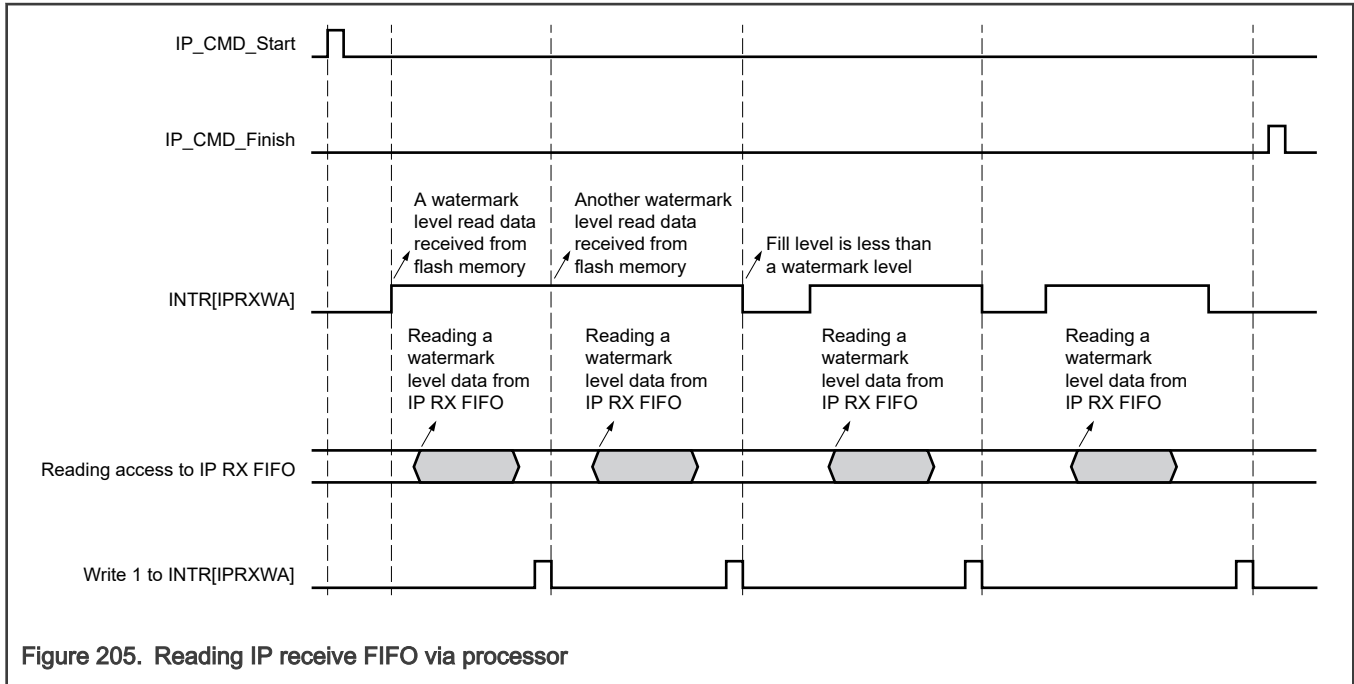 IP_CMD_Start
IP_CMD_Finish
A watermark
level read data
received from
flash memory
Another watermark
level read data
received from
flash memory
Fill level is less than
a watermark level
INTR[IPRXWA]
Reading a
watermark
level data from
IP RX FIFO
Reading a
watermark
level data from
IP RX FIFO
Reading a
watermark
level data from
IP RX FIFO
Reading a
watermark
level data from
IP RX FIFO
Reading access to IP RX FIFO
Write 1 to INTR[IPRXWA]
Figure 205. Reading IP receive FIFO via processor